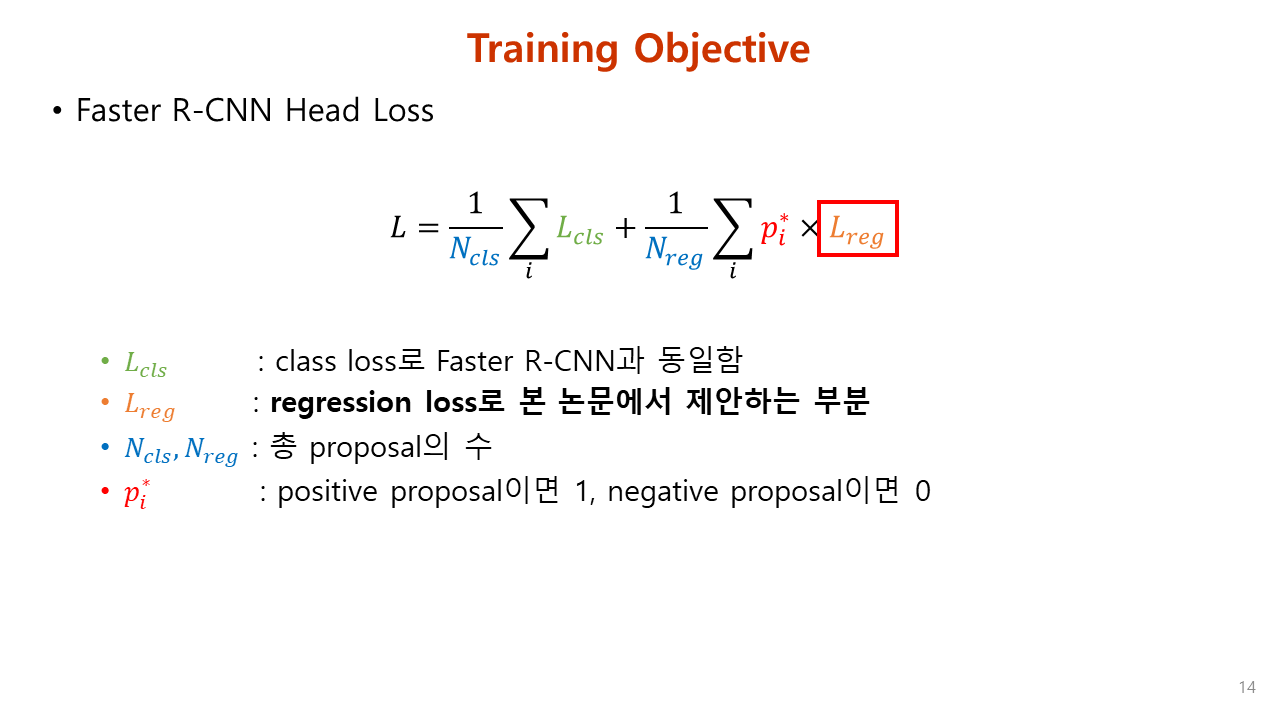 Training Objective
• Faster R-CNN Head Loss
L = \frac{1}{N_{cls}} \sum_{i} L_{cls} + \frac{1}{N_{reg}} \sum_{i} p_i^* × L_{reg}
• L_{cls} : class loss로 Faster R-CNN과 동일함
• L_{reg} : regression loss로 본 논문에서 제안하는 부분
• N_{cls}, N_{reg} : 총 proposal의 수
• p_i^* : positive proposal이면 1, negative proposal이면 0
14